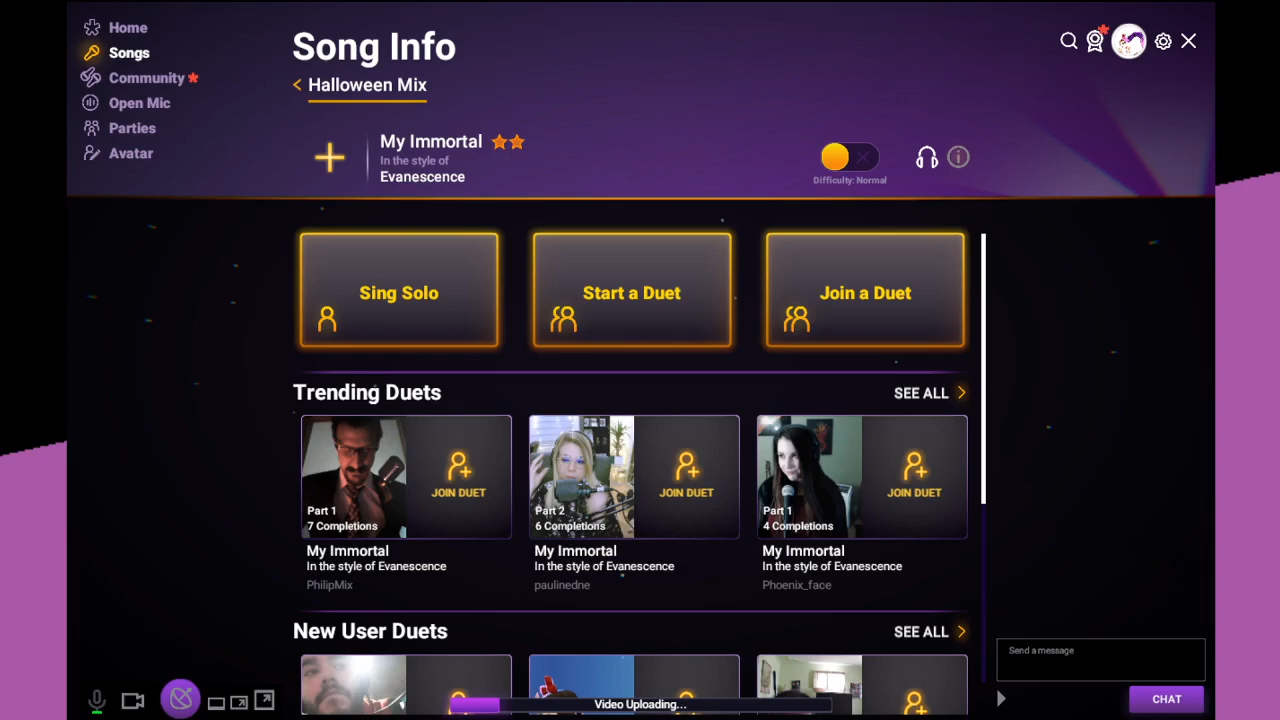 Home
Songs
Community
Open Mic
Parties
Avatar
Song Info
Halloween Mix
My Immortal
In the style of
Evanescence
Difficulty: Normal
Sing Solo
Start a Duet
Join a Duet
Trending Duets
SEE ALL
JOIN DUET
Part 1
7 Completions
My Immortal
In the style of Evanescence
PhilipMix
JOIN DUET
Part 2
6 Completions
My Immortal
In the style of Evanescence
paulinedne
JOIN DUET
Part 1
4 Completions
My Immortal
In the style of Evanescence
Phoenix_face
New User Duets
SEE ALL
Video Uploading...
Send a message
CHAT